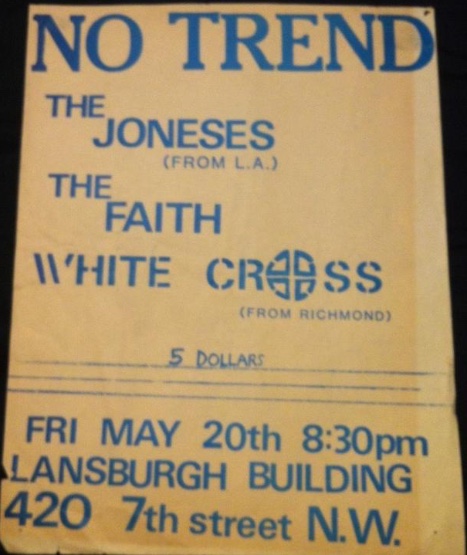 NO TREND
THE
JONESES
(FROM L.A.)
THE
FAITH
WHITE CROSS
(FROM RICHMOND)
5 DOLLARS
FRI MAY 20th 8:30pm
LANSBURGH BUILDING
420 7th street N.W.